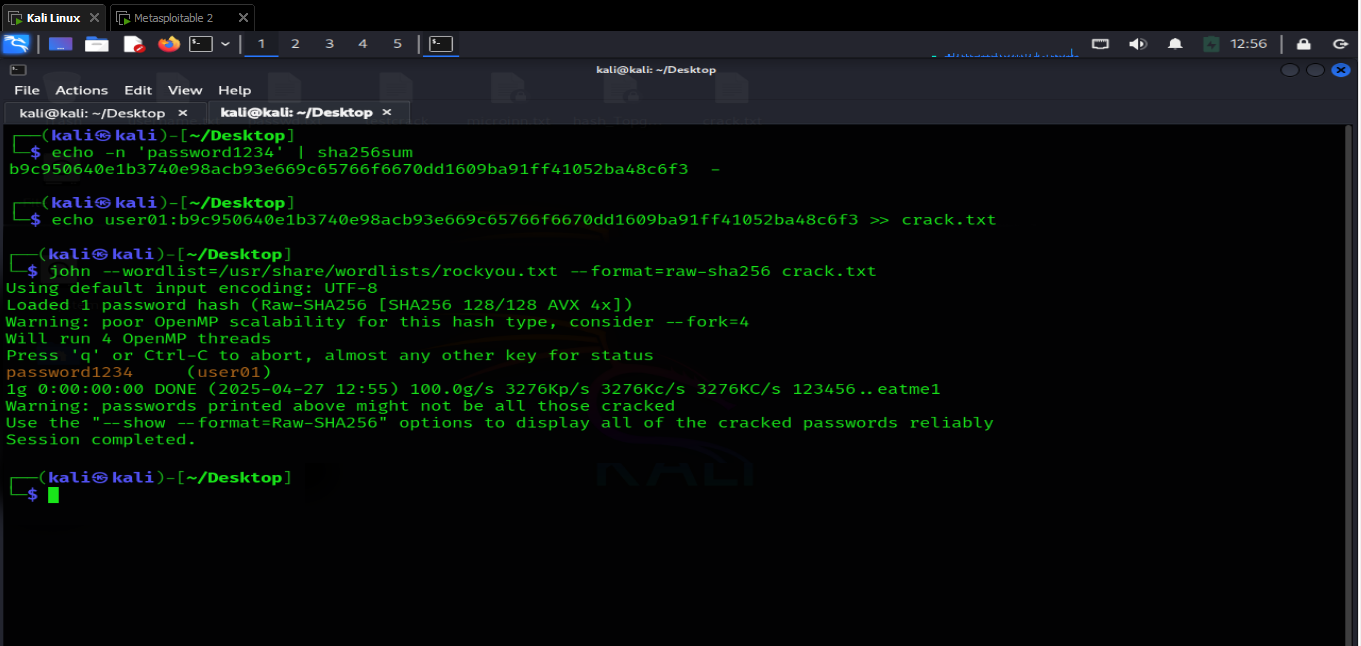 Kali Linux
Metasploitable 2
1 2 3 4 5
12:56
kali@kali: ~/Desktop
File Actions Edit View Help
kali@kali: ~/Desktop
kali@kali: ~/Desktop
┌──(kali㉿kali)-[~/Desktop]
└─$ echo -n 'password1234' | sha256sum
b9c950640e1b3740e98acb93e669c65766f6670dd1609ba91ff41052ba48c6f3  -
┌──(kali㉿kali)-[~/Desktop]
└─$ echo user01:b9c950640e1b3740e98acb93e669c65766f6670dd1609ba91ff41052ba48c6f3 >> crack.txt
┌──(kali㉿kali)-[~/Desktop]
└─$ john --wordlist=/usr/share/wordlists/rockyou.txt --format=raw-sha256 crack.txt
Using default input encoding: UTF-8
Loaded 1 password hash (Raw-SHA256 [SHA256 128/128 AVX 4x])
Warning: poor OpenMP scalability for this hash type, consider --fork=4
Will run 4 OpenMP threads
Press 'q' or Ctrl-C to abort, almost any other key for status
password1234     (user01)
1g 0:00:00:00 DONE (2025-04-27 12:55) 100.0g/s 3276Kp/s 3276Kc/s 3276KC/s 123456..eatme1
Warning: passwords printed above might not be all those cracked
Use the "--show --format=Raw-SHA256" options to display all of the cracked passwords reliably
Session completed.
┌──(kali㉿kali)-[~/Desktop]
└─$
KALI